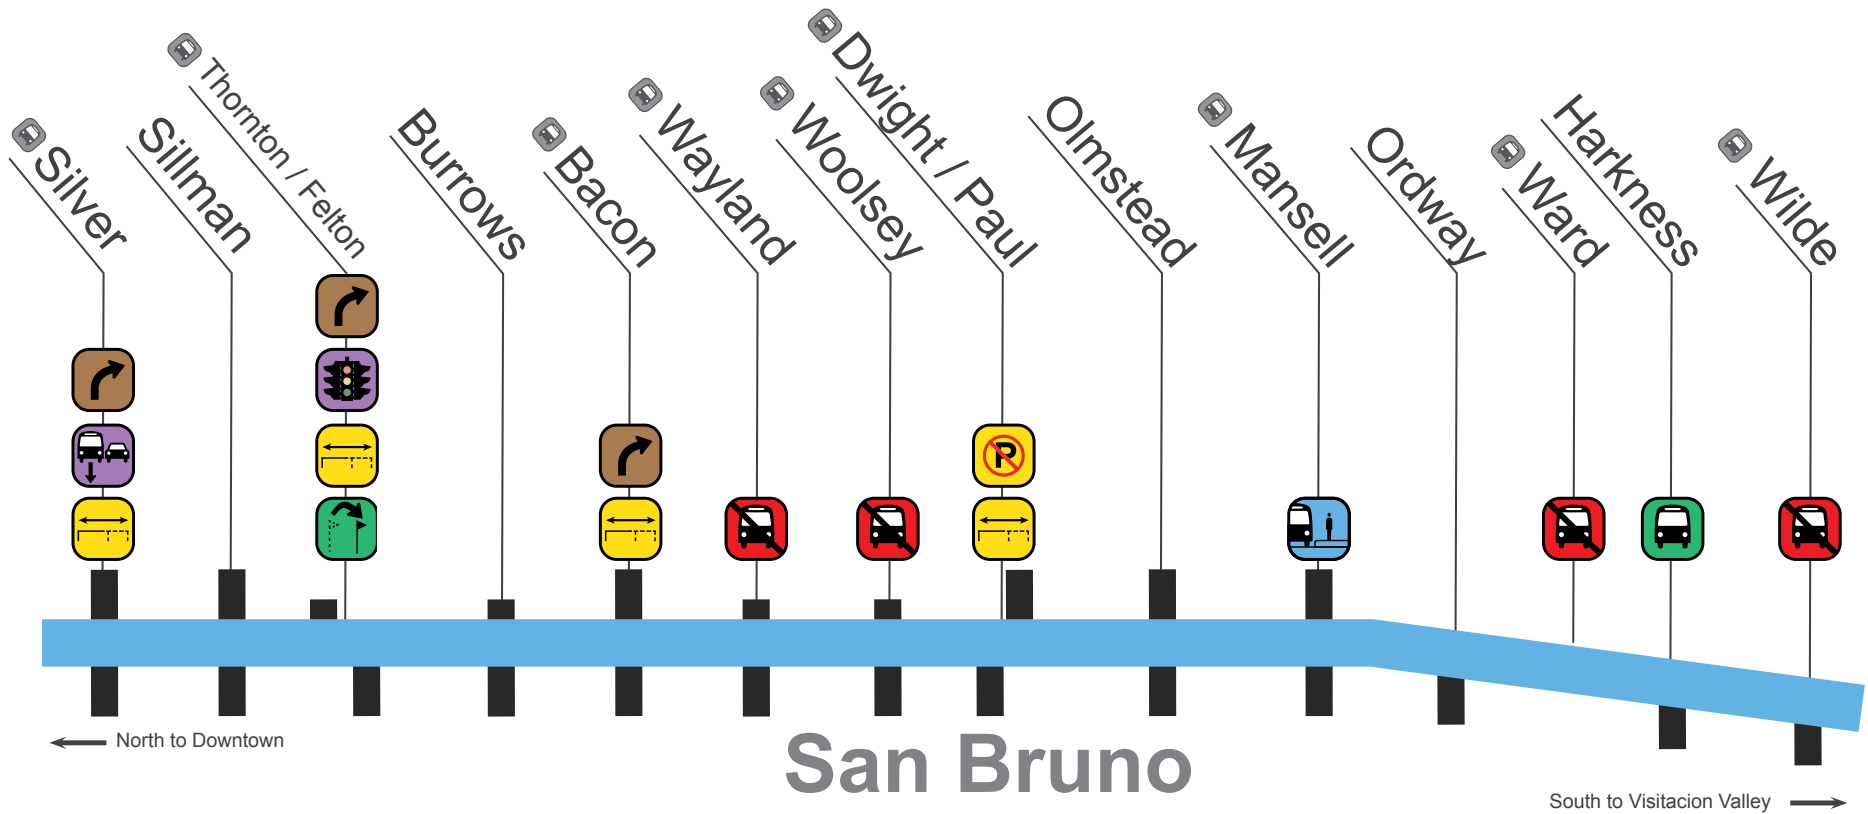 Silver
Sillman
Thornton / Felton
Burrows
Bacon
Wayland
Woolsey
Dwight / Paul
Olmstead
Mansell
Ordway
Ward
Harkness
Wilde
P
North to Downtown
San Bruno
South to Visitacion Valley